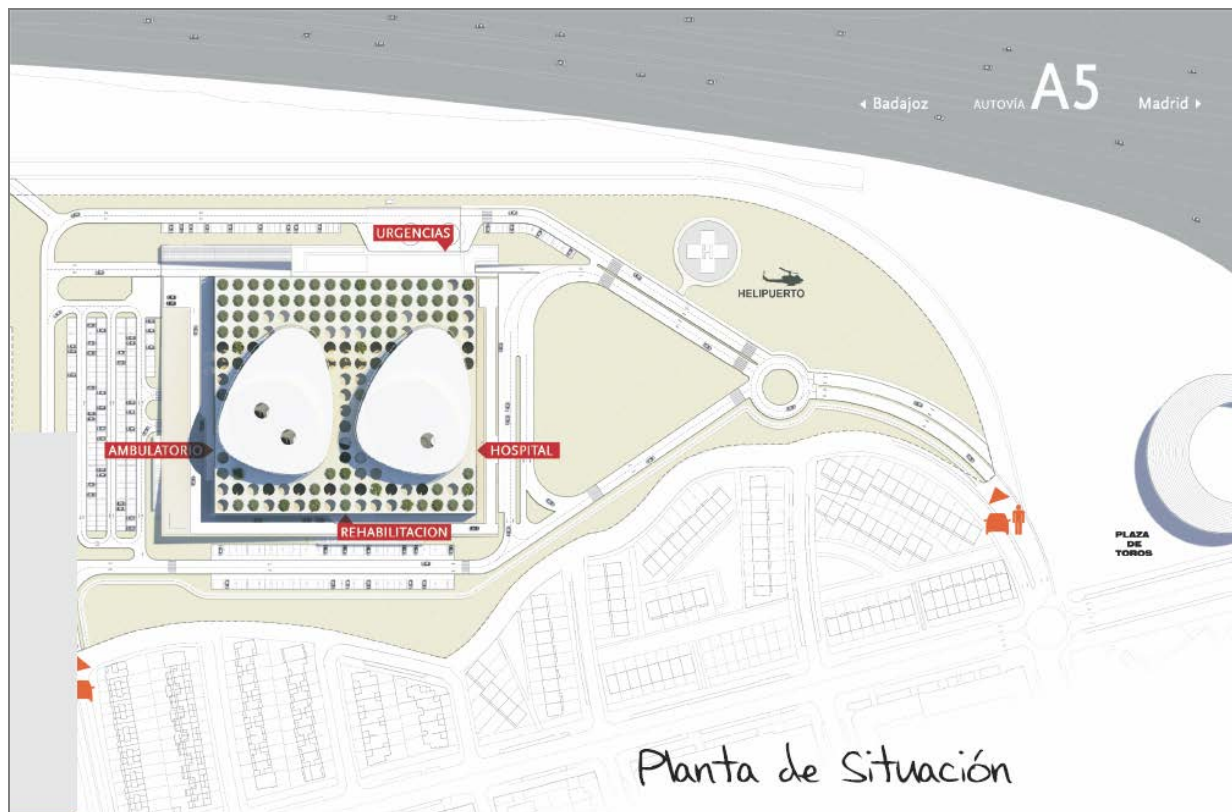 ◂ Badajoz AUTOVÍA A5 Madrid ▸
URGENCIAS
H
HELIPUERTO
AMBULATORIO
HOSPITAL
REHABILITACION
PLAZA
DE
TOROS
Planta de Situación